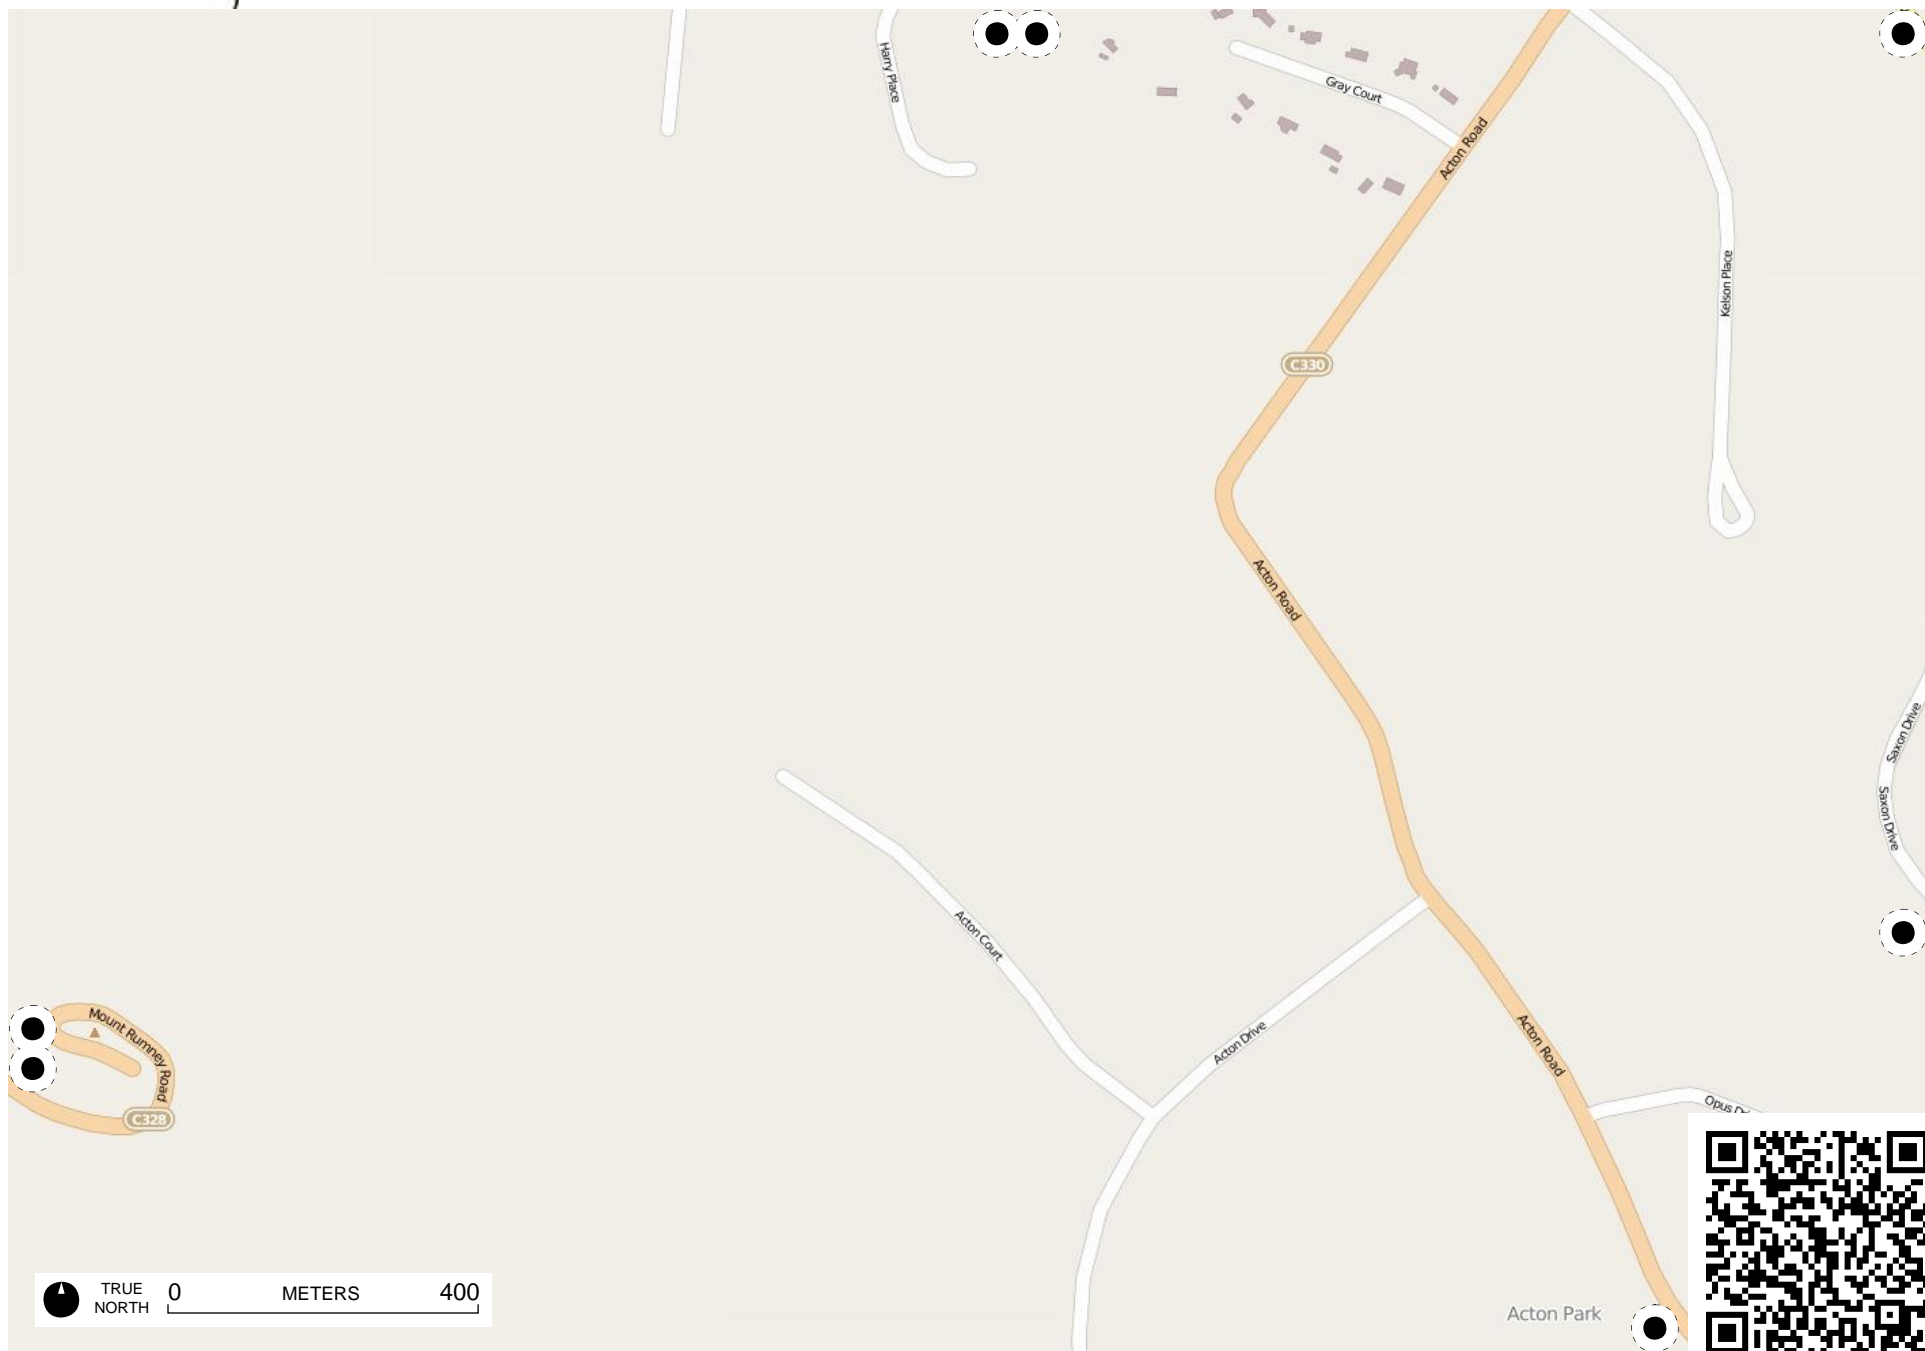 Harry Place
Gray Court
Acton Road
Kelson Place
C330
Acton Road
Saxon Drive
Saxon Drive
Acton Court
Mount Rumney Road
Acton Drive
Acton Road
C328
Opus
TRUE
NORTH
0 METERS 400
Acton Park